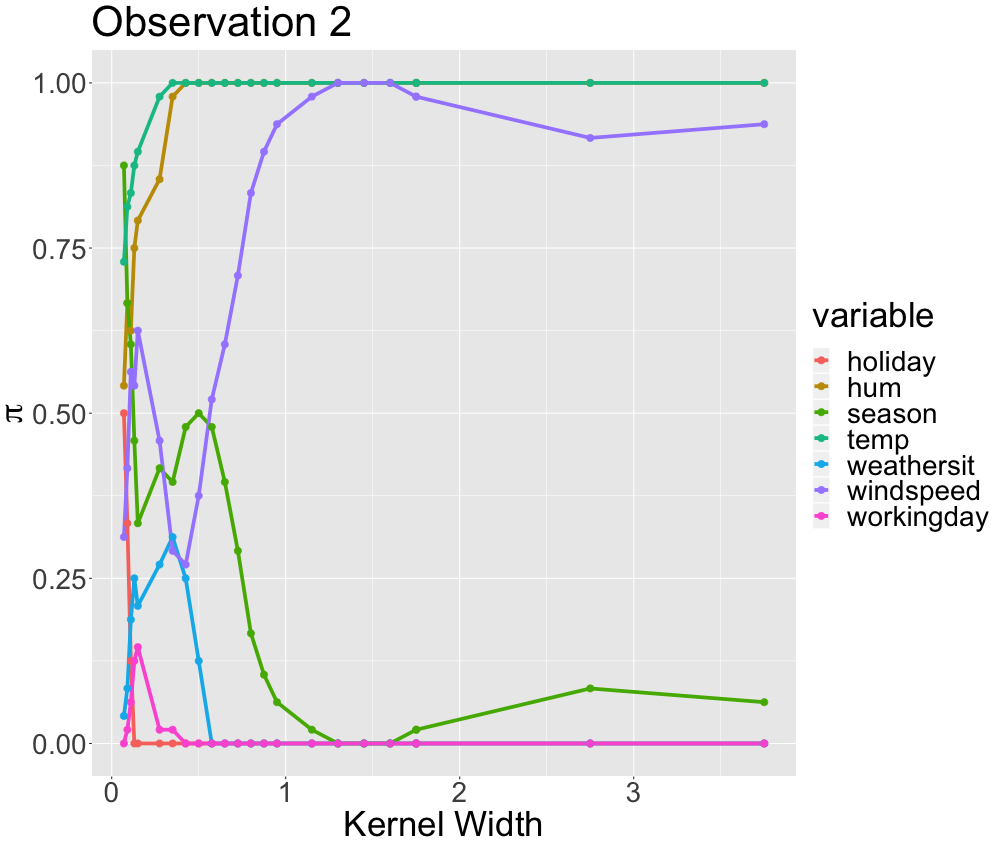 Observation 2
1.00
0.75
0.50
0.25
0.00
π
0 1 2 3
Kernel Width
variable
holiday
hum
season
temp
weathersit
windspeed
workingday